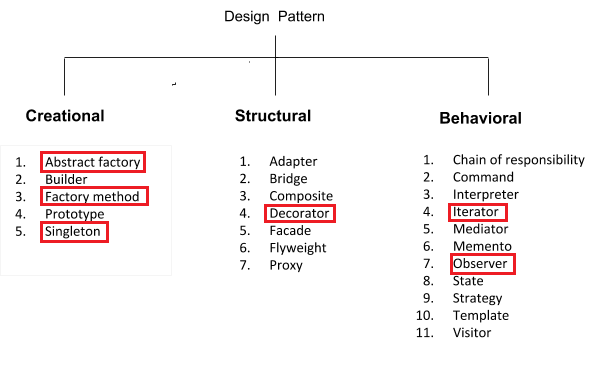 Design Pattern
Creational
1. Abstract factory
2. Builder
3. Factory method
4. Prototype
5. Singleton
Structural
1. Adapter
2. Bridge
3. Composite
4. Decorator
5. Facade
6. Flyweight
7. Proxy
Behavioral
1. Chain of responsibility
2. Command
3. Interpreter
4. Iterator
5. Mediator
6. Memento
7. Observer
8. State
9. Strategy
10. Template
11. Visitor